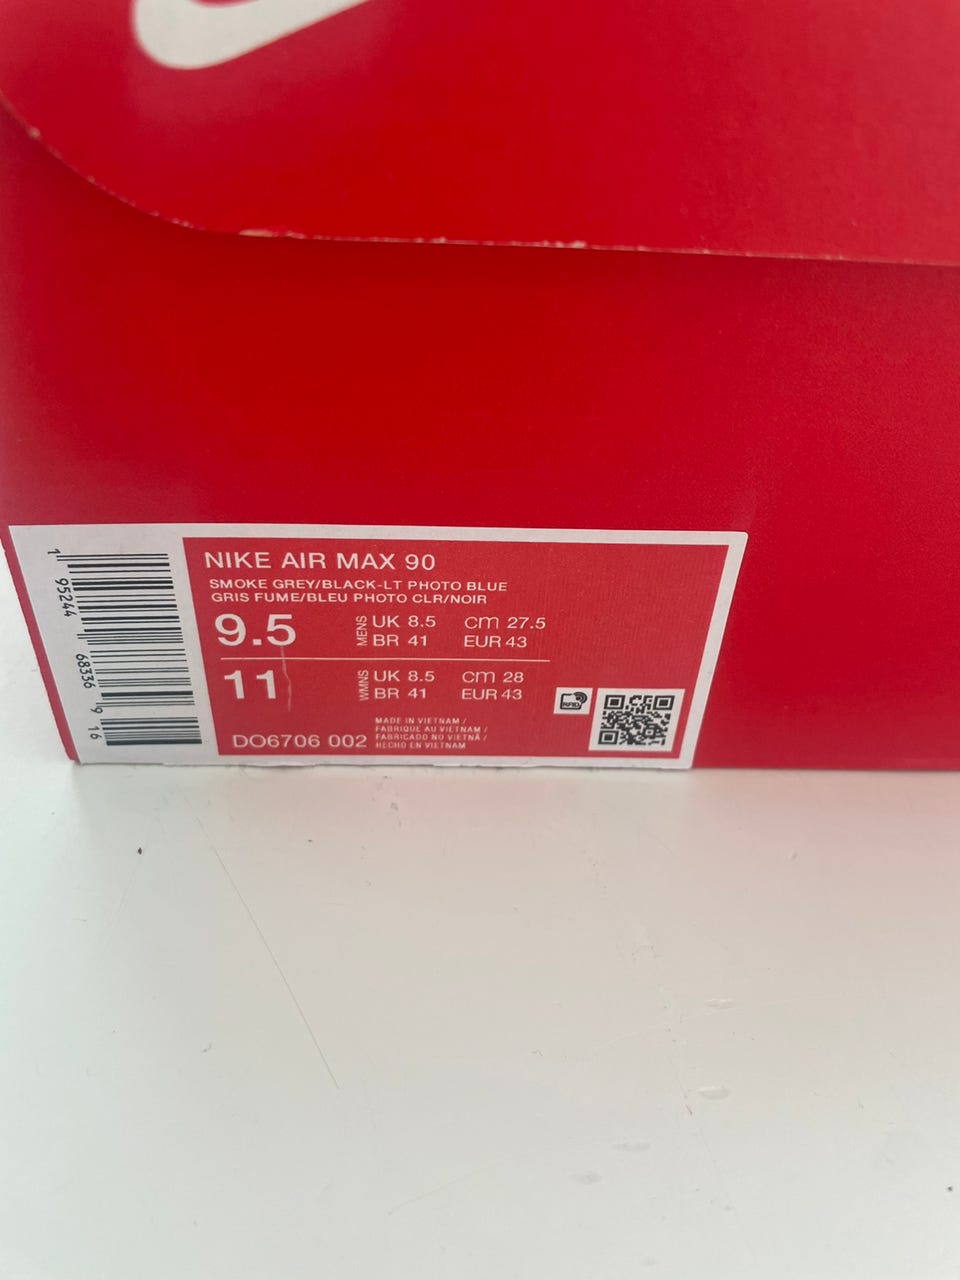 NIKE AIR MAX 90
SMOKE GREY/BLACK-LT PHOTO BLUE
GRIS FUME/BLEU PHOTO CLR/NOIR
9.5 MENS UK 8.5 cm 27.5
BR 41 EUR 43
11 WMNS UK 8.5 cm 28
BR 41 EUR 43
DO6706 002
MADE IN VIETNAM /
FABRIQUE AU VIETNAM /
FABRICADO NO VIETNÃ /
HECHO EN VIETNAM
RFID
1 95244 68336 9 16